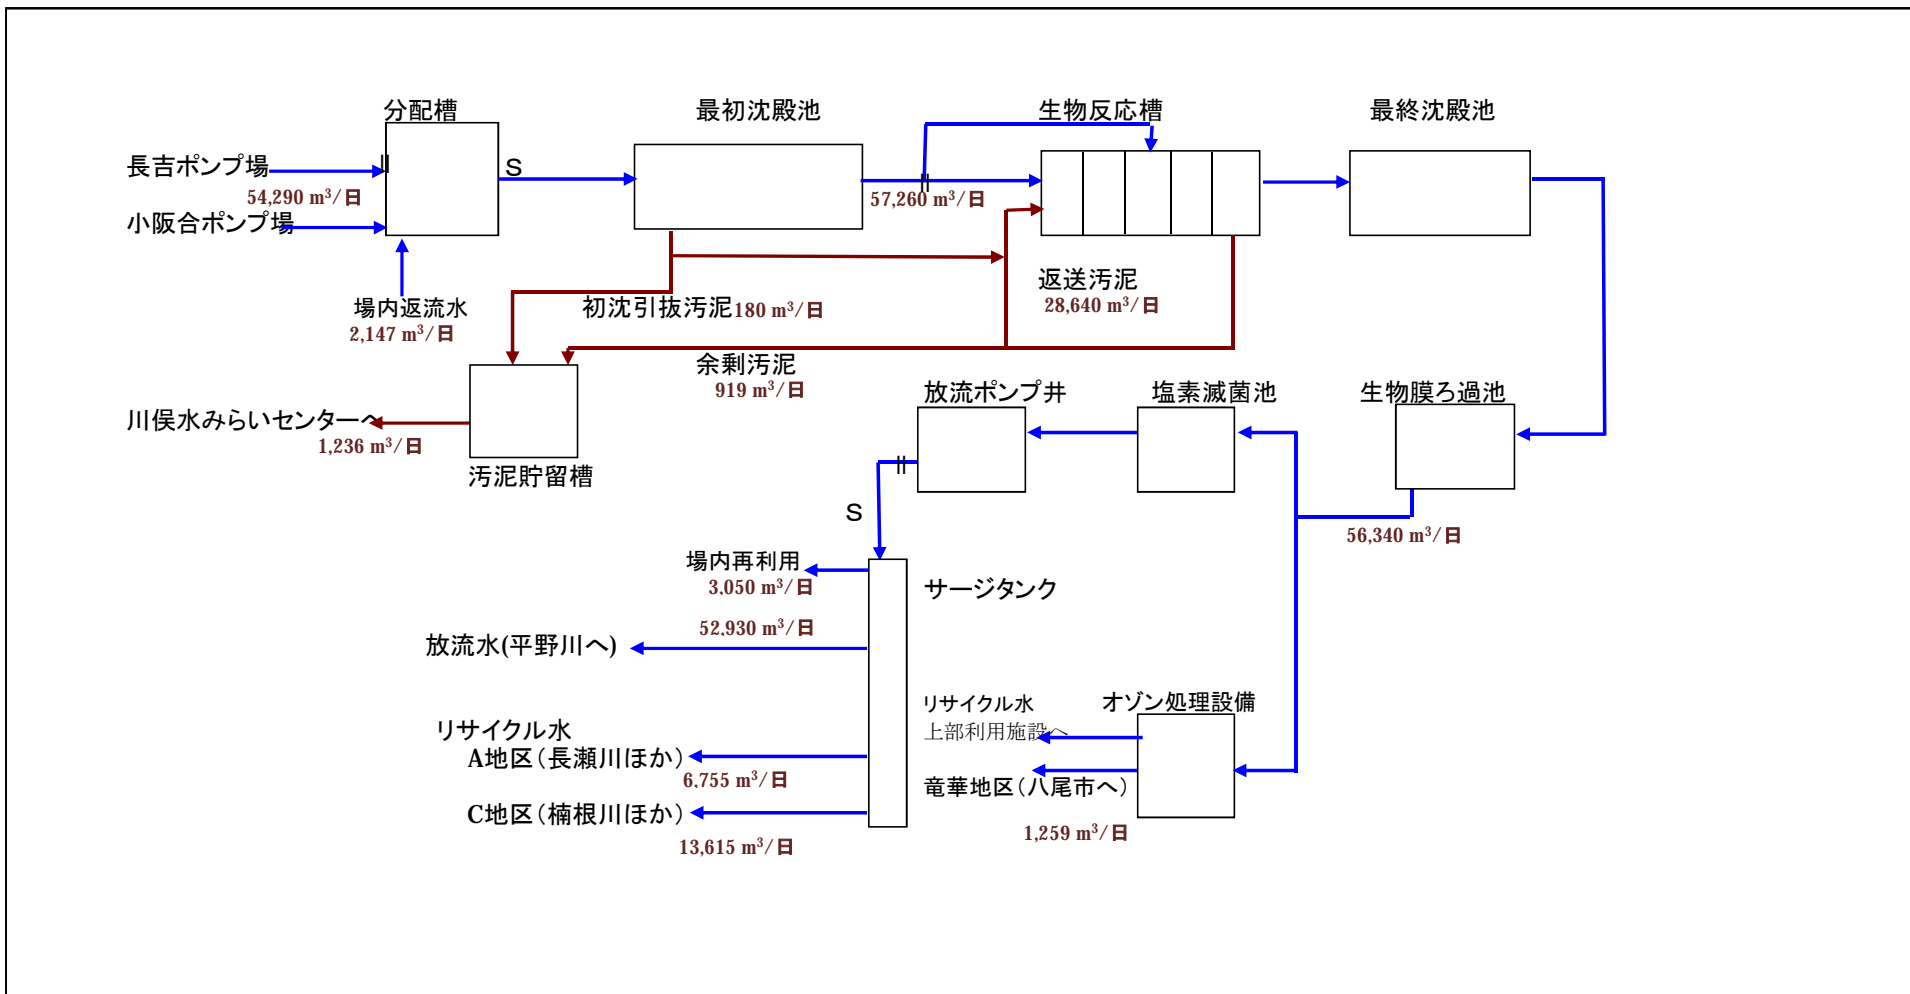 分配槽
最初沈殿池
生物反応槽
最終沈殿池
長吉ポンプ場
S
54,290 m³/日
57,260 m³/日
小阪合ポンプ場
場内返流水
2,147 m³/日
初沈引抜汚泥 180 m³/日
返送汚泥
28,640 m³/日
余剰汚泥
919 m³/日
放流ポンプ井
塩素滅菌池
生物膜ろ過池
川俣水みらいセンターへ
1,236 m³/日
汚泥貯留槽
S
56,340 m³/日
場内再利用
3,050 m³/日
サージタンク
52,930 m³/日
放流水(平野川へ)
リサイクル水
上部利用施設へ
オゾン処理設備
リサイクル水
A地区(長瀬川ほか)
6,755 m³/日
竜華地区(八尾市へ)
C地区(楠根川ほか)
1,259 m³/日
13,615 m³/日